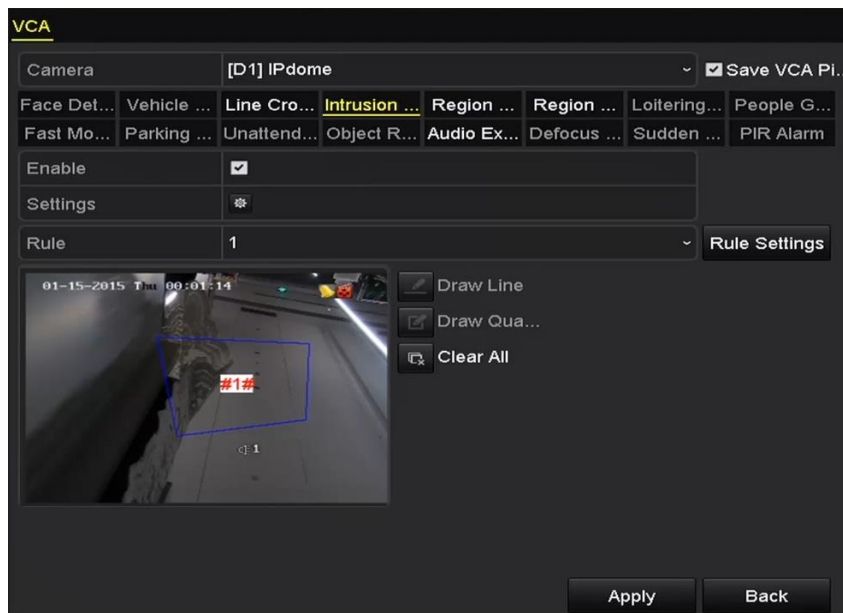 VCA
Camera [D1] IPdome Save VCA Pi..
Face Det... Vehicle ... Line Cro... Intrusion ... Region ... Region ... Loitering... People G...
Fast Mo... Parking ... Unattend... Object R... Audio Ex... Defocus ... Sudden ... PIR Alarm
Enable
Settings
Rule 1 Rule Settings
01-15-2015 Thu 00:01:14
Draw Line
Draw Qua...
Clear All
#1#
1
Apply Back